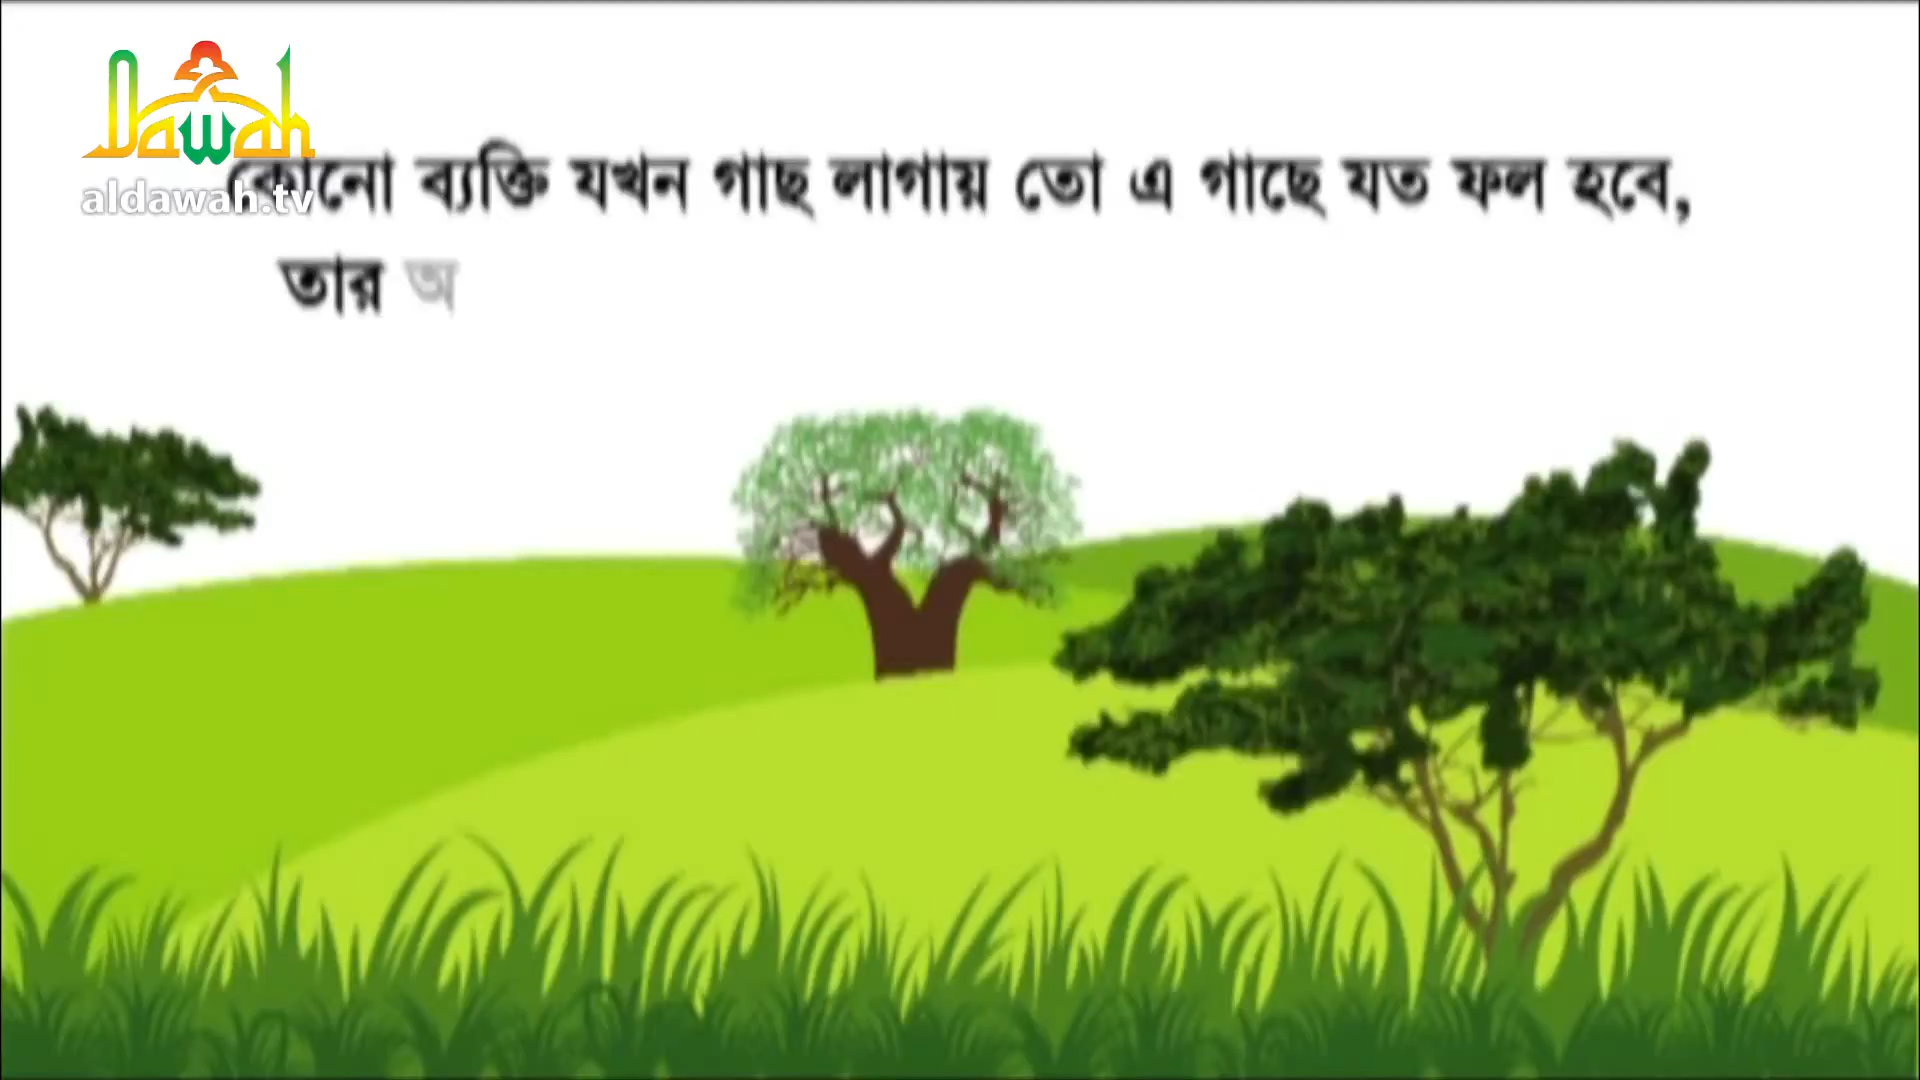 Dawah
aldawah.tv
কোনো ব্যক্তি যখন গাছ লাগায় তো এ গাছে যত ফল হবে,
তার অ